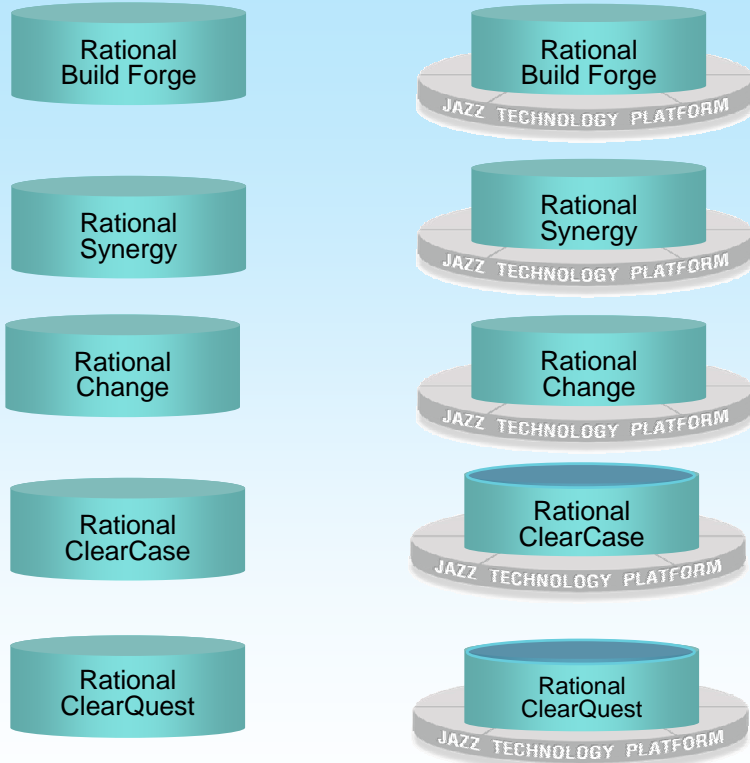 Rational
Build Forge
Rational
Build Forge
JAZZ TECHNOLOGY PLATFORM
Rational
Synergy
Rational
Synergy
JAZZ TECHNOLOGY PLATFORM
Rational
Change
Rational
Change
JAZZ TECHNOLOGY PLATFORM
Rational
ClearCase
Rational
ClearCase
JAZZ TECHNOLOGY PLATFORM
Rational
ClearQuest
Rational
ClearQuest
JAZZ TECHNOLOGY PLATFORM